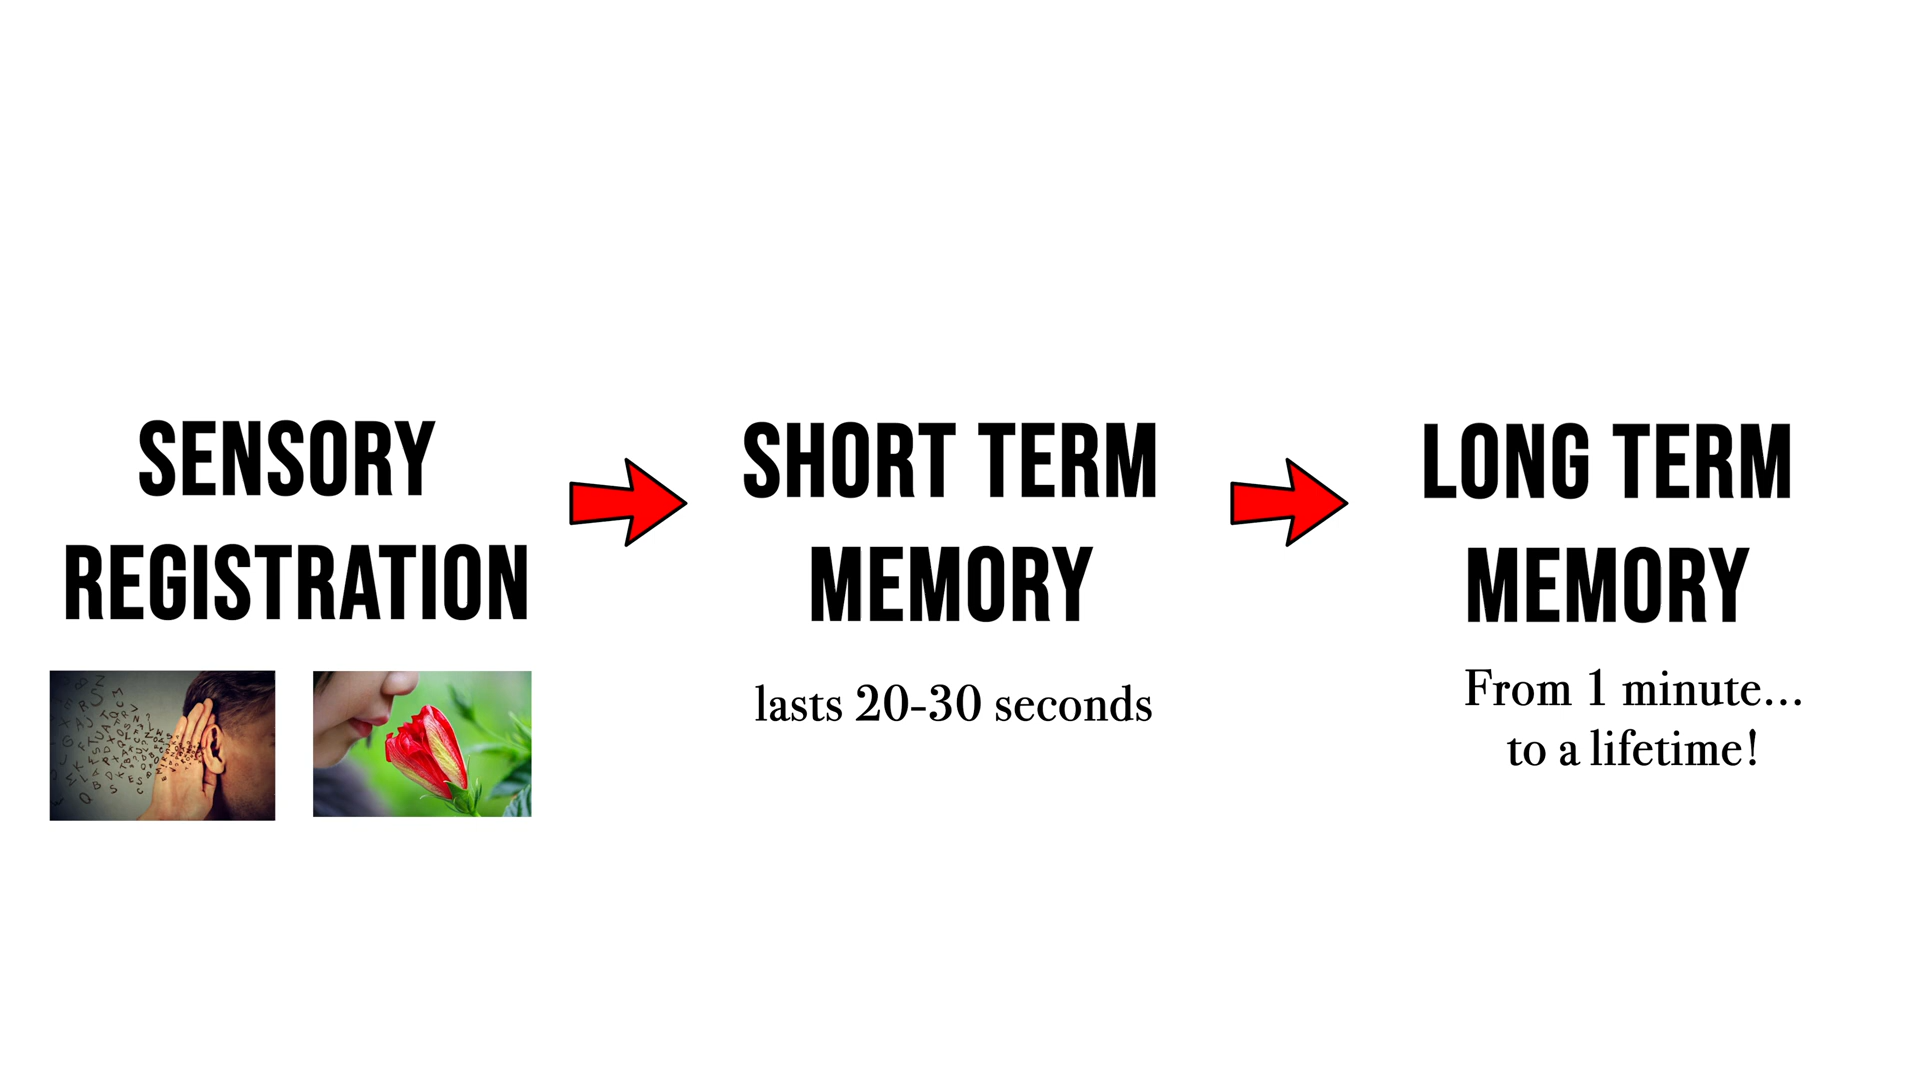 SENSORY
REGISTRATION
SHORT TERM
MEMORY
lasts 20-30 seconds
LONG TERM
MEMORY
From 1 minute...
to a lifetime!